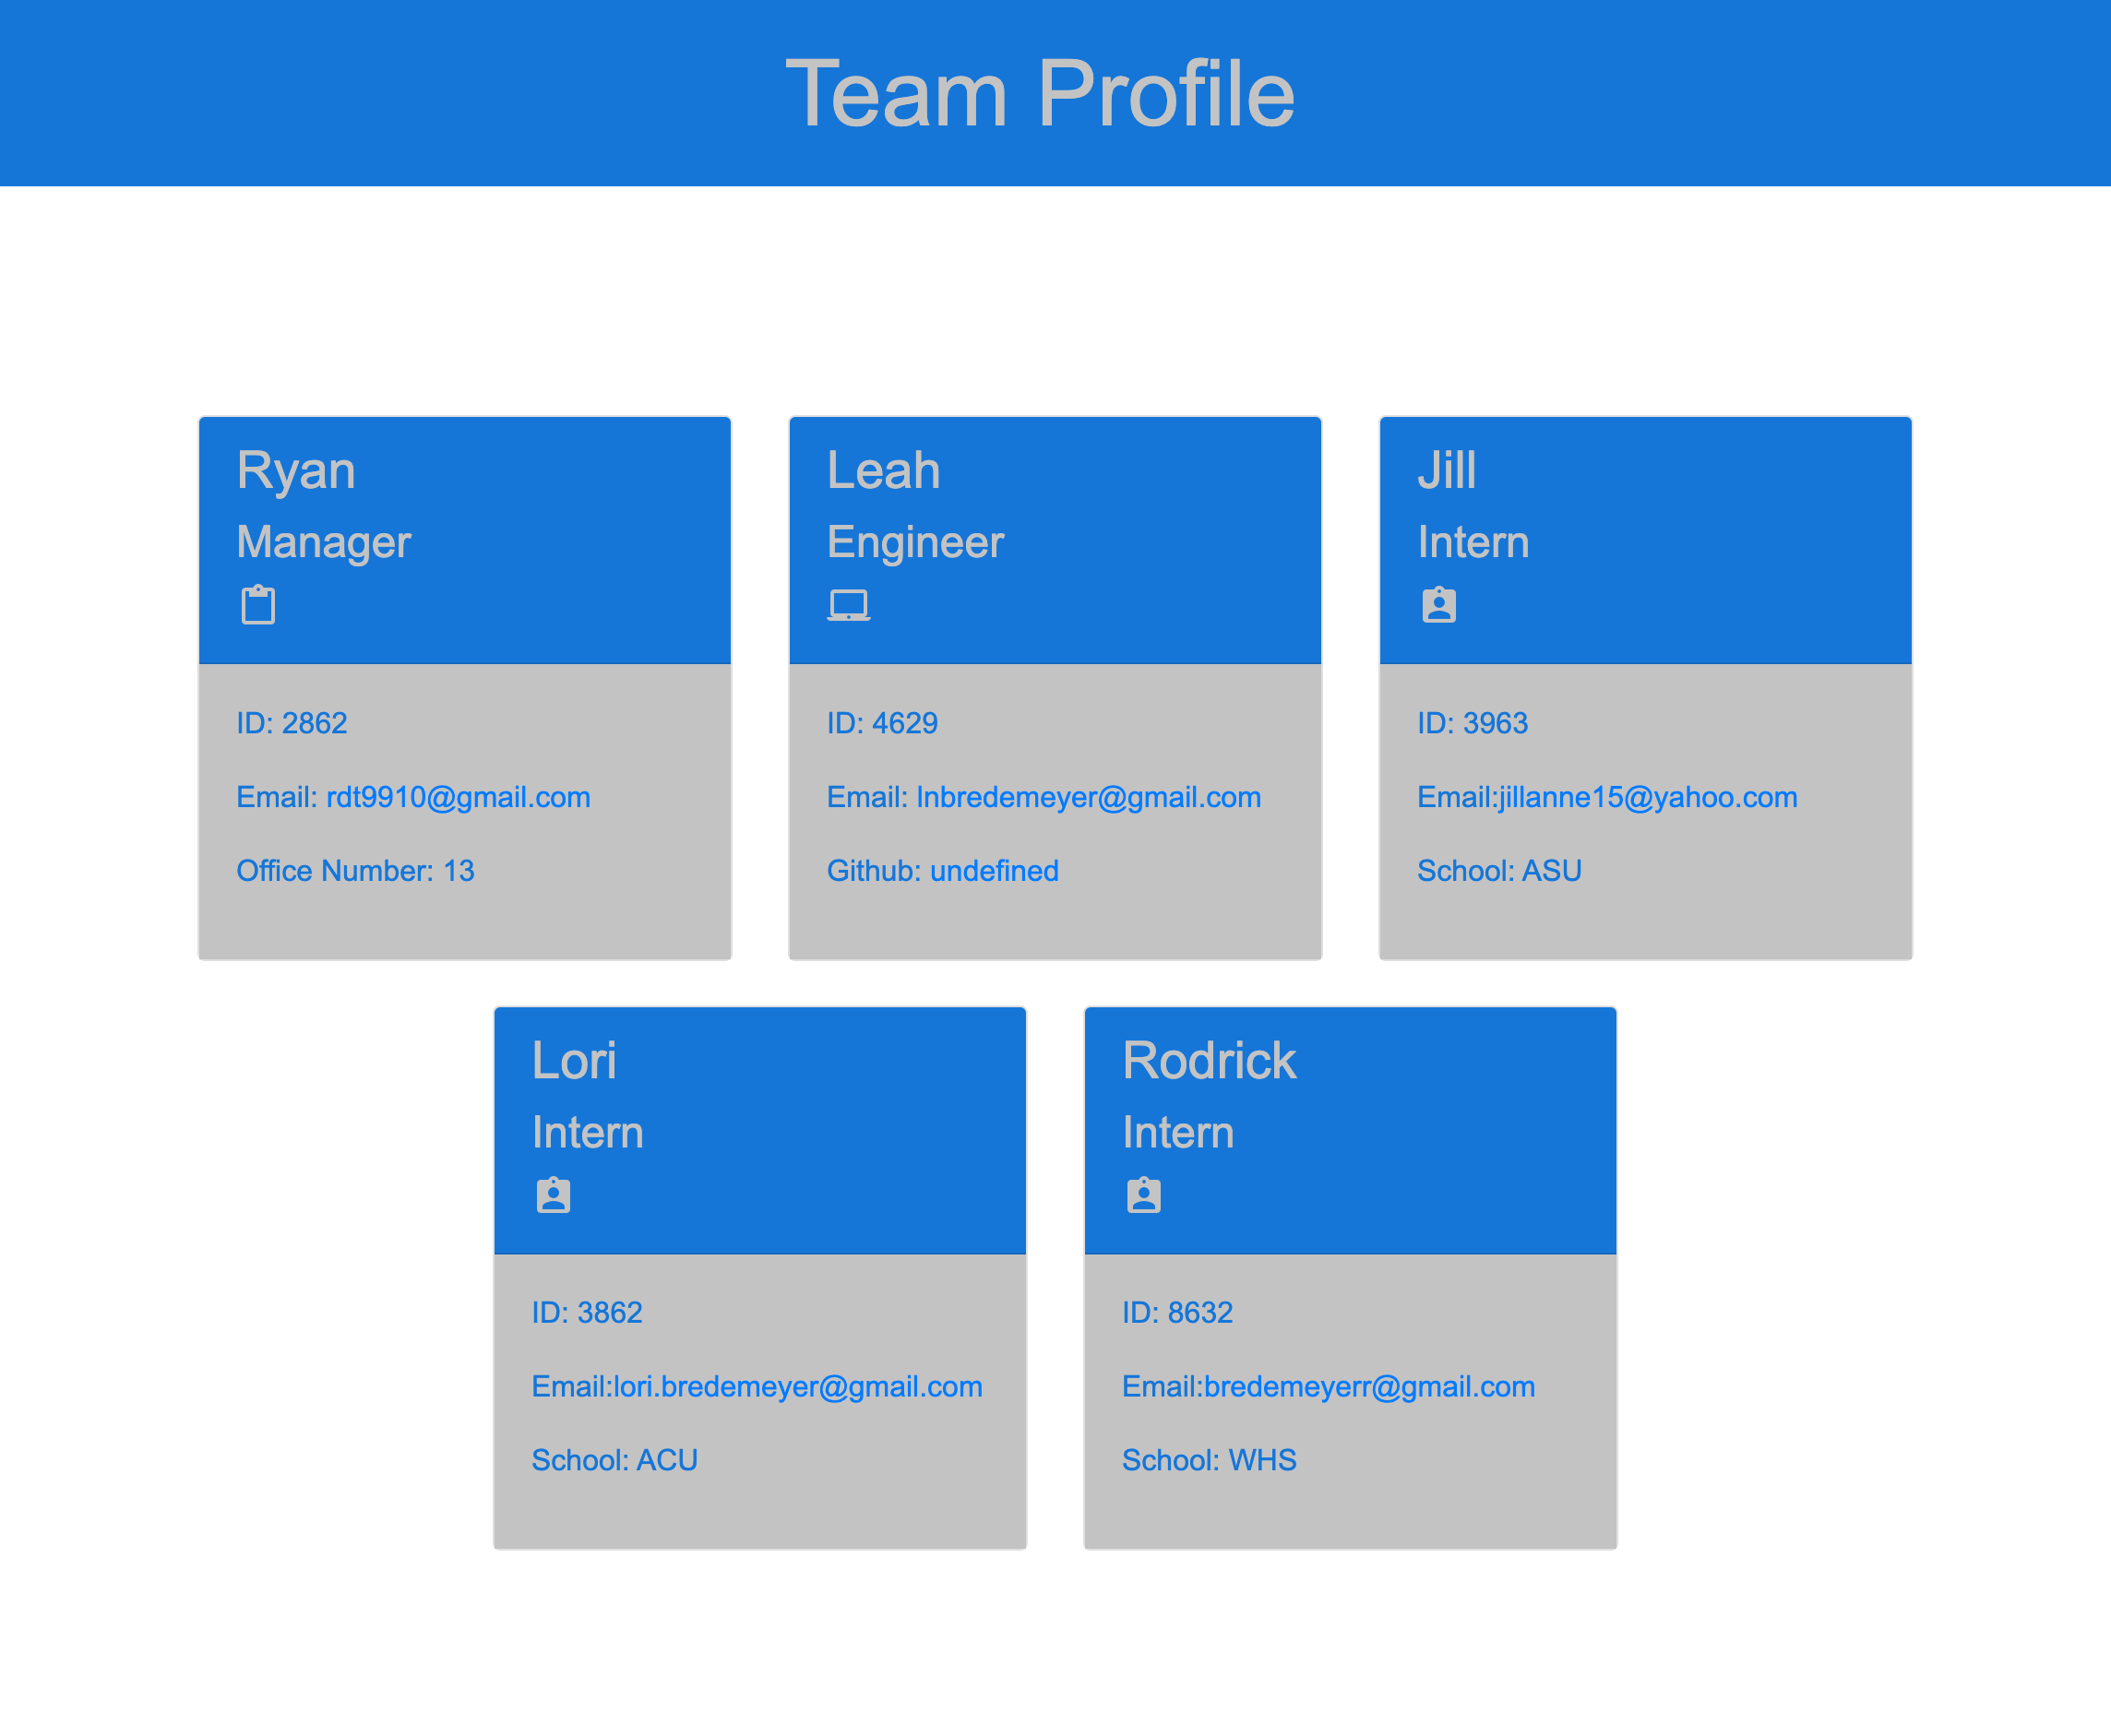 Team Profile
Ryan
Manager
ID: 2862
Email: rdt9910@gmail.com
Office Number: 13
Leah
Engineer
ID: 4629
Email: lnbredemeyer@gmail.com
Github: undefined
Jill
Intern
ID: 3963
Email:jillanne15@yahoo.com
School: ASU
Lori
Intern
ID: 3862
Email:lori.bredemeyer@gmail.com
School: ACU
Rodrick
Intern
ID: 8632
Email:bredemeyerr@gmail.com
School: WHS